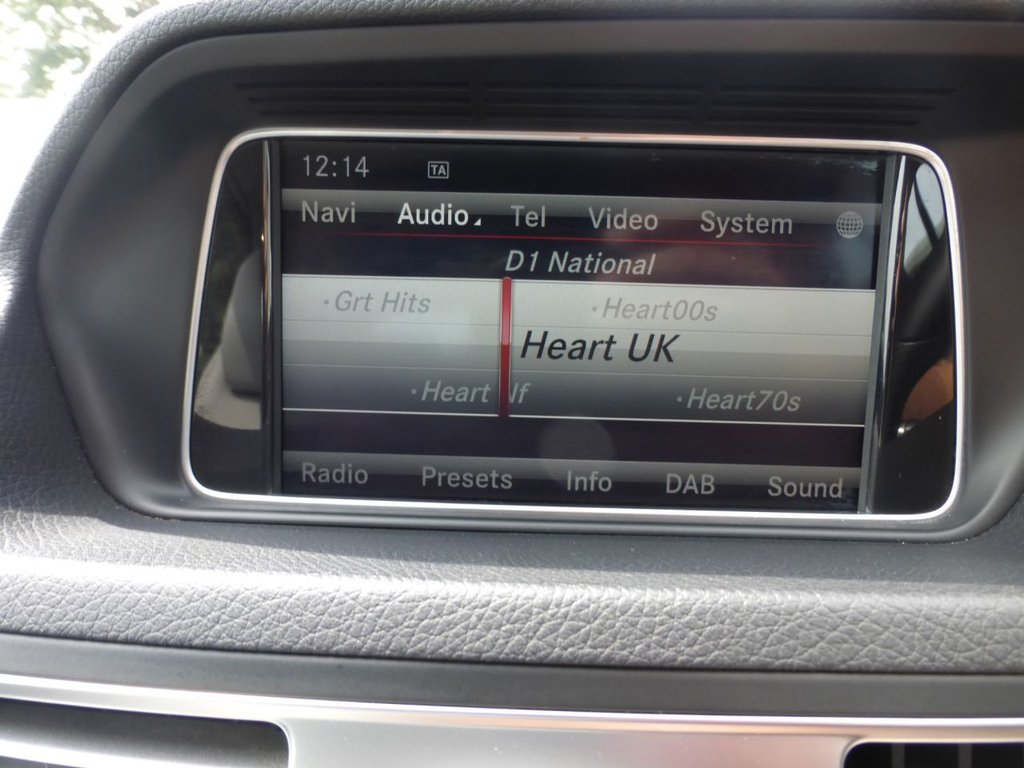 12:14 TA
Navi Audio Tel Video System
D1 National
·Grt Hits ·Heart00s
Heart UK
·Heart ·Heart70s
Radio Presets Info DAB Sound